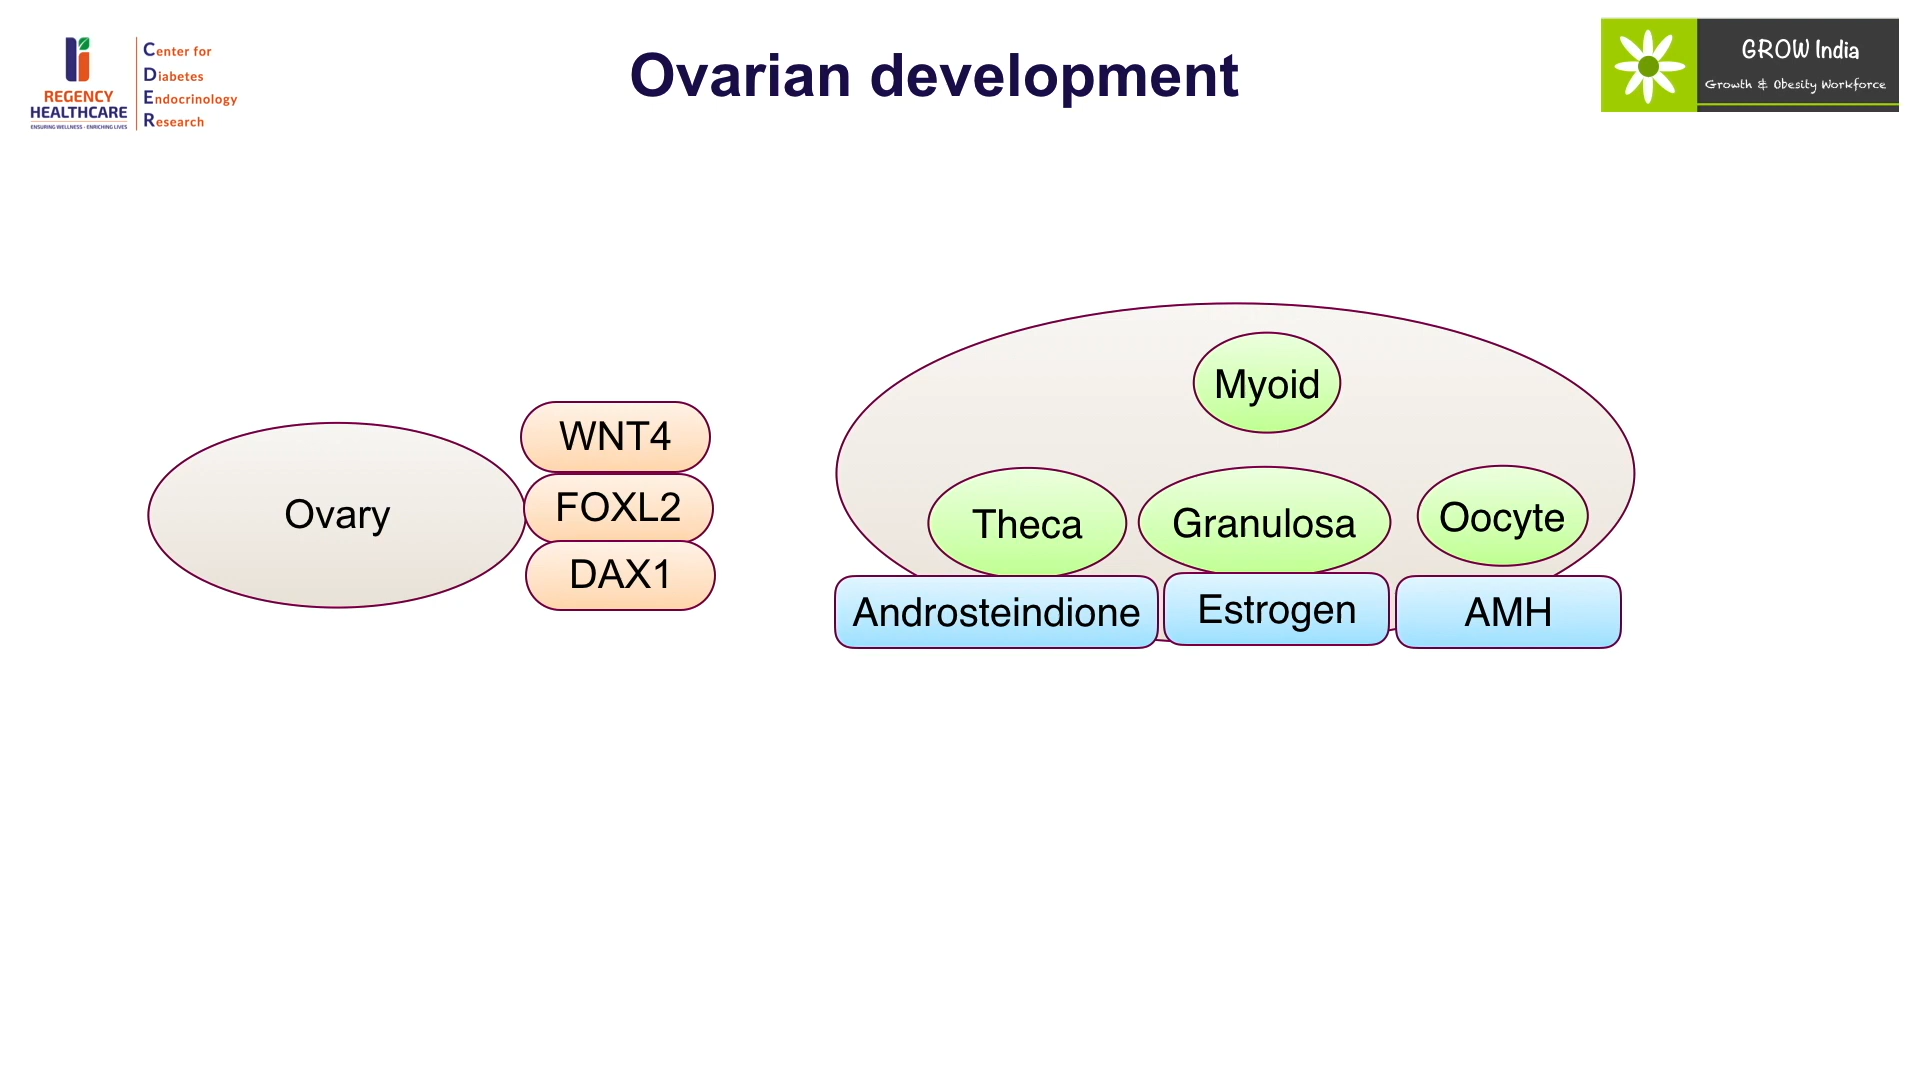 REGENCY
HEALTHCARE
ENSURING WELLNESS - ENRICHING LIVES
Center for
Diabetes
Endocrinology
Research
Ovarian development
GROW India
Growth & Obesity Workforce
Ovary
WNT4
FOXL2
DAX1
Myoid
Theca
Granulosa
Oocyte
Androsteindione
Estrogen
AMH